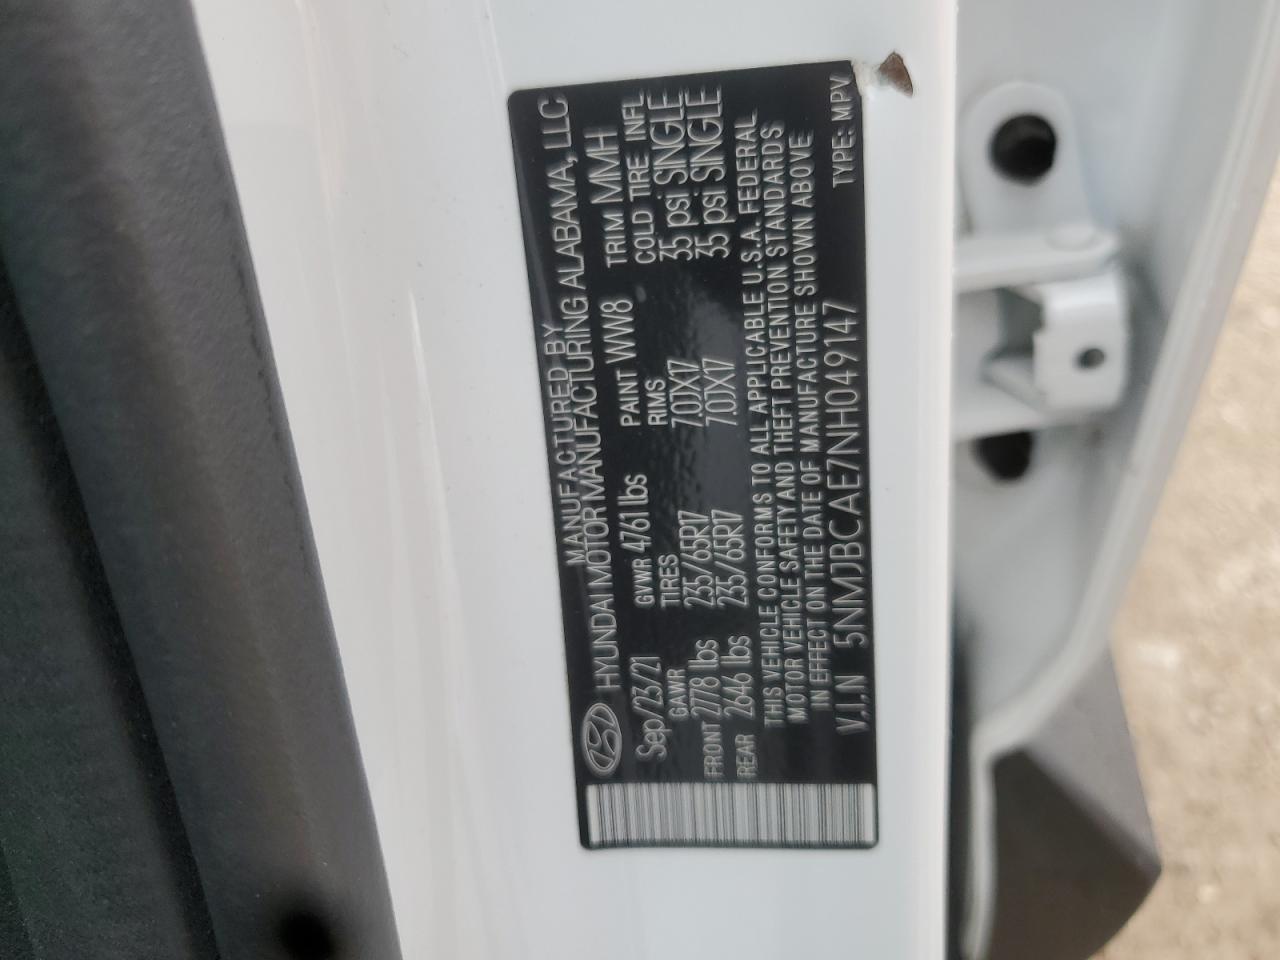 MANUFACTURED BY
HYUNDAI MOTOR MANUFACTURING ALABAMA, LLC
Sep/23/21 GVWR 4761 lbs PAINT WW8 TRIM MMH
GAWR TIRES RIMS COLD TIRE INFL
FRONT 2778 lbs 235/65R17 7.0JX17 35 psi SINGLE
REAR 2646 lbs 235/65R17 7.0JX17 35 psi SINGLE
THIS VEHICLE CONFORMS TO ALL APPLICABLE U.S.A. FEDERAL
MOTOR VEHICLE SAFETY AND THEFT PREVENTION STANDARDS
IN EFFECT ON THE DATE OF MANUFACTURE SHOWN ABOVE
V.I.N 5NMJBCAE7NH049147 TYPE: MPV